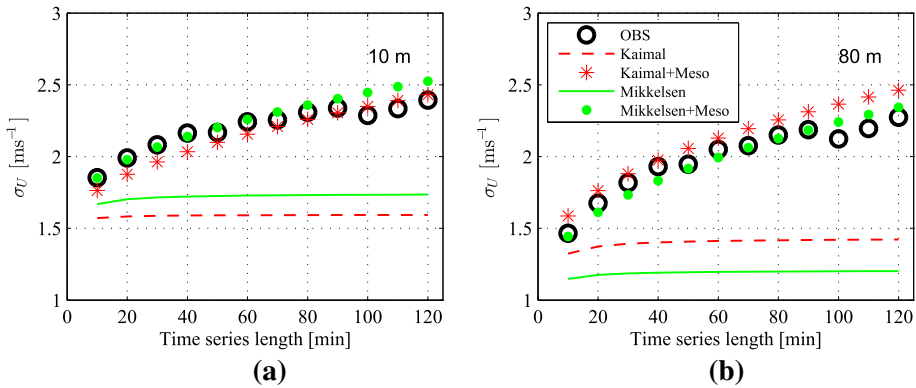 3
2.5
2
1.5
1
0 20 40 60 80 100 120
σU [ms⁻¹]
10 m
Time series length [min]
(a)
3
2.5
2
1.5
1
0 20 40 60 80 100 120
σU [ms⁻¹]
80 m
OBS
Kaimal
Kaimal+Meso
Mikkelsen
Mikkelsen+Meso
Time series length [min]
(b)